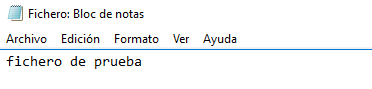 Fichero: Bloc de notas
Archivo Edición Formato Ver Ayuda
fichero de prueba